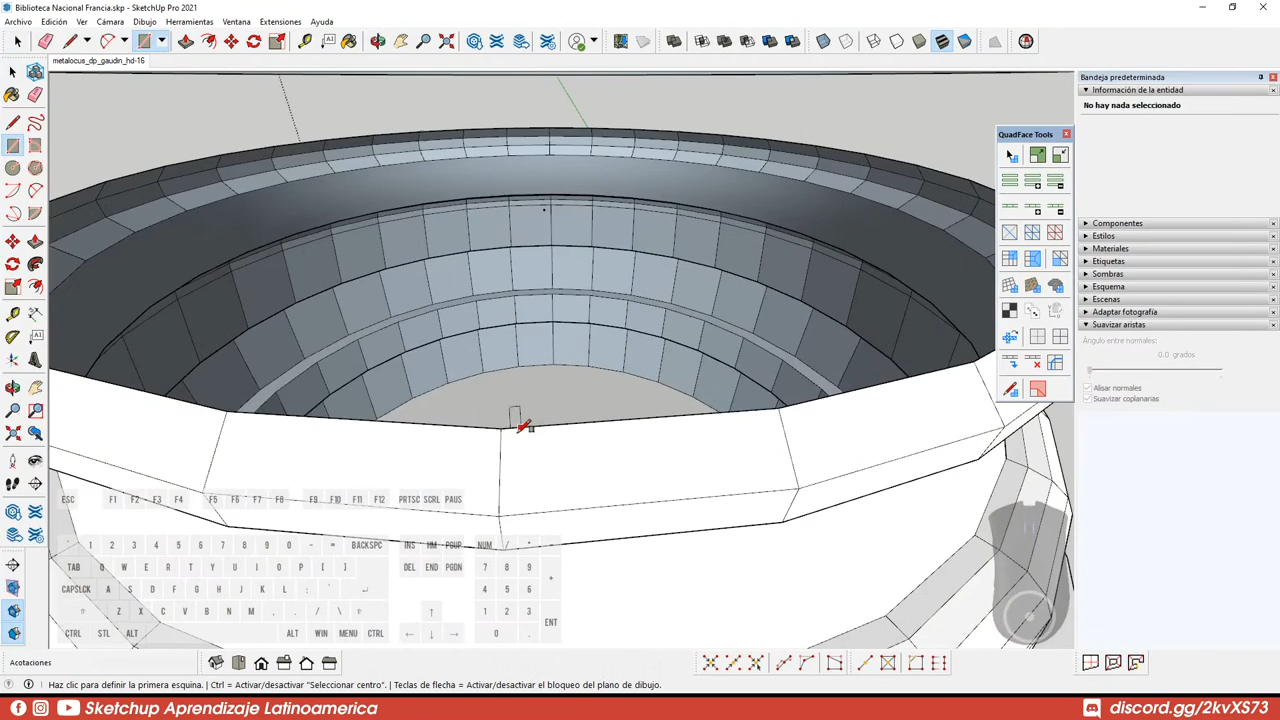 Biblioteca Nacional Francia.skp - SketchUp Pro 2021
Archivo Edición Ver Cámara Dibujo Herramientas Ventana Extensiones Ayuda
metalocus_dp_gaudin_hd-16
Bandeja predeterminada
Información de la entidad
No hay nada seleccionado
QuadFace Tools
Componentes
Estilos
Materiales
Etiquetas
Sombras
Esquema
Escenas
Adaptar fotografía
Suavizar aristas
Ángulo entre normales:
0.0 grados
Alisar normales
Suavizar coplanarias
ESC F1 F2 F3 F4 F5 F6 F7 F8 F9 F10 F11 F12 PRTSC SCRL PAUS
1 2 3 4 5 6 7 8 9 0 - = BACKSPC INS HM PGUP NUM / * -
TAB Q W E R T Y U I O P [ ] DEL END PGDN 7 8 9 +
CAPSLCK A S D F G H J K L ; ' 4 5 6
Z X C V B N M , . / \ ↑ 1 2 3 ENT
CTRL STL ALT ALT WIN MENU CTRL ← ↓ → 0 .
Acotaciones
Haz clic para definir la primera esquina. | Ctrl = Activar/desactivar "Seleccionar centro". | Teclas de flecha = Activar/desactivar el bloqueo del plano de dibujo.
Sketchup Aprendizaje Latinoamerica
discord.gg/2kvXS73